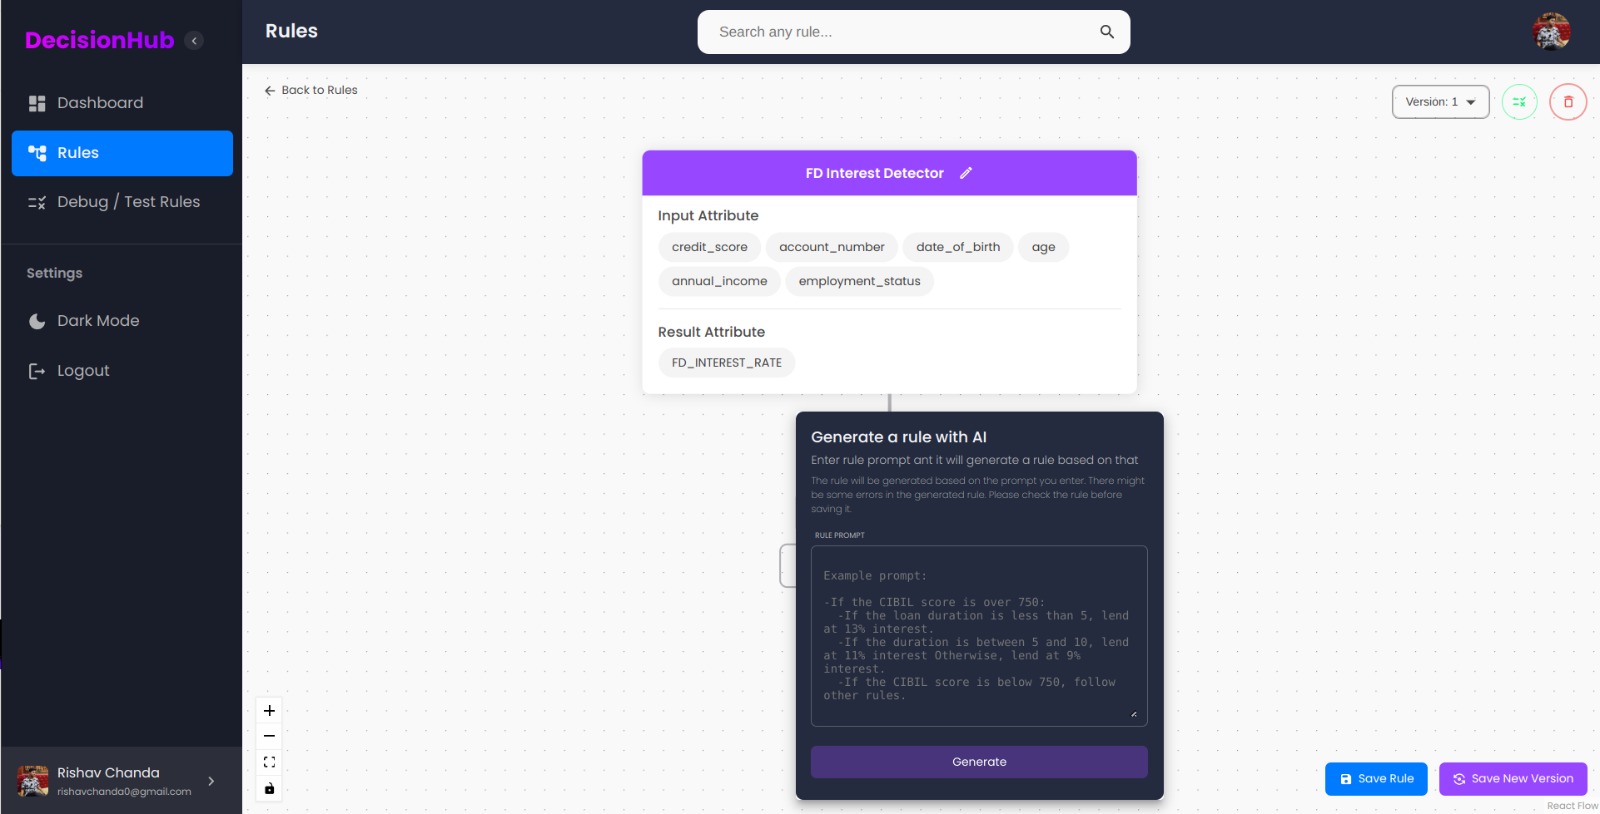 DecisionHub
Dashboard
Rules
Debug / Test Rules
Settings
Dark Mode
Logout
Rishav Chanda
rishavchanda0@gmail.com
Rules
Search any rule...
Back to Rules
Version: 1
FD Interest Detector
Input Attribute
credit_score account_number date_of_birth age
annual_income employment_status
Result Attribute
FD_INTEREST_RATE
Generate a rule with AI
Enter rule prompt ant it will generate a rule based on that
The rule will be generated based on the prompt you enter. There might
be some errors in the generated rule. Please check the rule before
saving it.
RULE PROMPT
Example prompt:
-If the CIBIL score is over 750:
-If the loan duration is less than 5, lend
at 13% interest.
-If the duration is between 5 and 10, lend
at 11% interest Otherwise, lend at 9%
interest.
-If the CIBIL score is below 750, follow
other rules.
Generate
Save Rule
Save New Version
React Flow